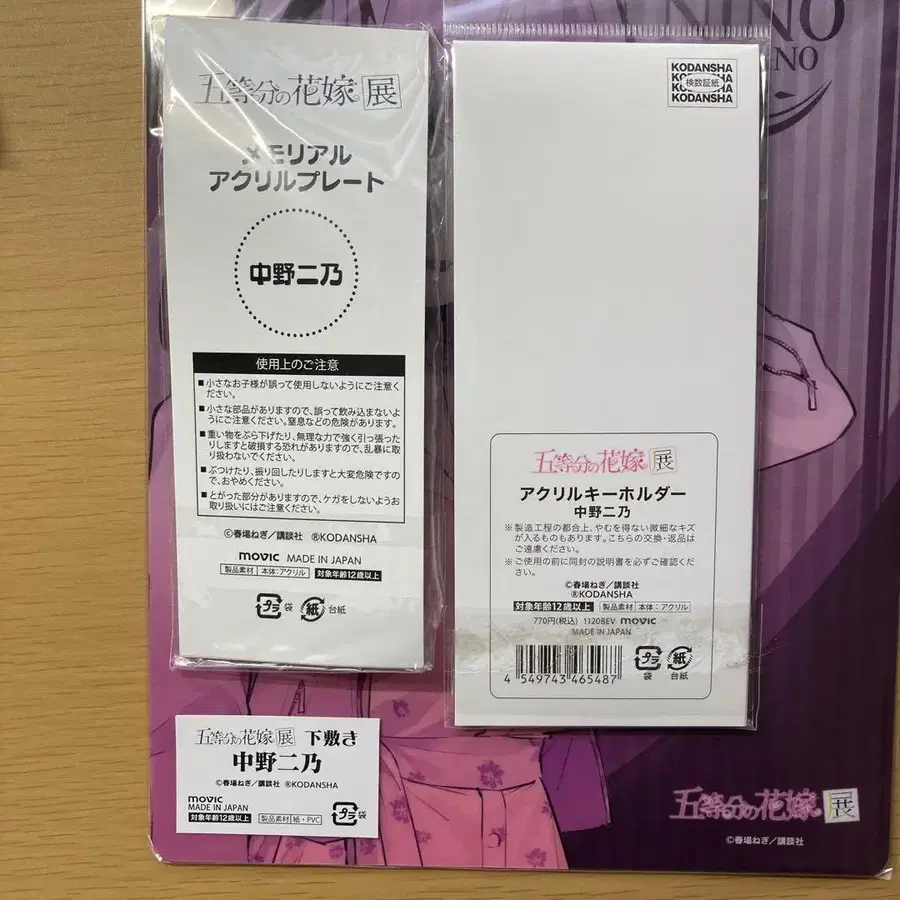 五等分の花嫁 展
メモリアル
アクリルプレート
中野二乃
使用上のご注意
■小さなお子様が誤って使用しないようにご注意く
ださい。
■小さな部品がありますので、誤って飲み込まないよ
うにご注意ください。窒息などの危険があります。
■重い物をぶら下げたり、無理な力で強く引っ張った
りしますと破損する恐れがありますので、乱暴に取
り扱わないでください。
■ぶつけたり、振り回したりしますと大変危険ですの
で、おやめください。
■とがった部分がありますので、ケガをしないようお
取り扱いにはご注意ください。
©春場ねぎ/講談社 ®KODANSHA
movic MADE IN JAPAN
製品素材 本体:アクリル 対象年齢12歳以上
プラ 袋 紙 台紙
NINO
NO
KODANSHA
KODANSHA
検数証紙
KODANSHA
KODANSHA
五等分の花嫁 展
アクリルキーホルダー
中野二乃
※製造工程の都合上、やむを得ない微細なキズ
が入るものもあります。こちらの交換・返品は
ご遠慮ください。
※ご使用の前に同封の説明書を必ずご確認くだ
さい。
©春場ねぎ/講談社
®KODANSHA
対象年齢12歳以上 製品素材 本体:アクリル
770円(税込) 1120BEV movic
MADE IN JAPAN
4 549743 465487
プラ 袋 紙 台紙
五等分の花嫁 展 下敷き
中野二乃
©春場ねぎ/講談社 ®KODANSHA
movic
MADE IN JAPAN
対象年齢12歳以上 製品素材 紙・PVC プラ 袋
五等分の花嫁 展
©春場ねぎ/講談社